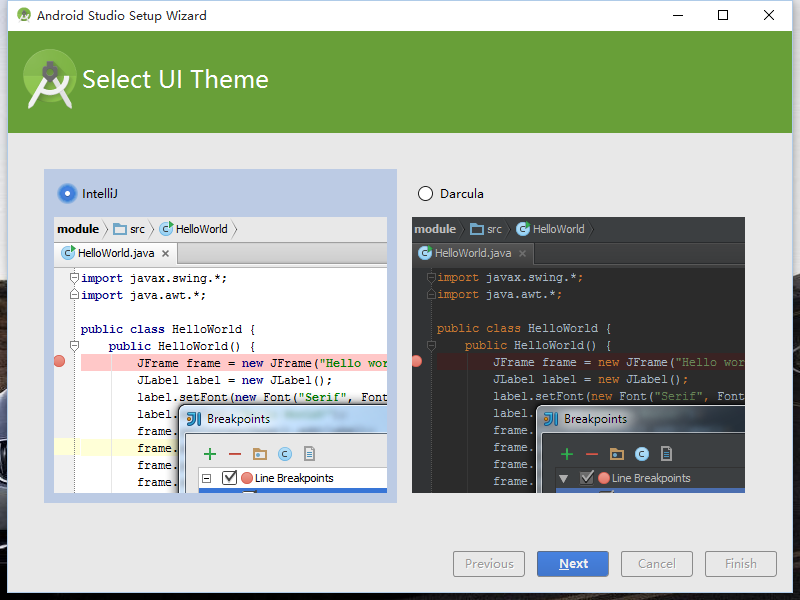 Android Studio Setup Wizard
Select UI Theme
IntelliJ
module src HelloWorld
HelloWorld.java
import javax.swing.*;
import java.awt.*;
public class HelloWorld {
public HelloWorld() {
JFrame frame = new JFrame("Hello wor
JLabel label = new JLabel();
label.setFont(new Font("Serif", Font
label.
frame.
frame.
frame.
frame.
Breakpoints
Line Breakpoints
Darcula
module src HelloWorld
HelloWorld.java
import javax.swing.*;
import java.awt.*;
public class HelloWorld {
public HelloWorld() {
JFrame frame = new JFrame("Hello wor
JLabel label = new JLabel();
label.setFont(new Font("Serif", Font
label.
frame.
frame.
frame.
frame.
Breakpoints
Line Breakpoints
Previous
Next
Cancel
Finish